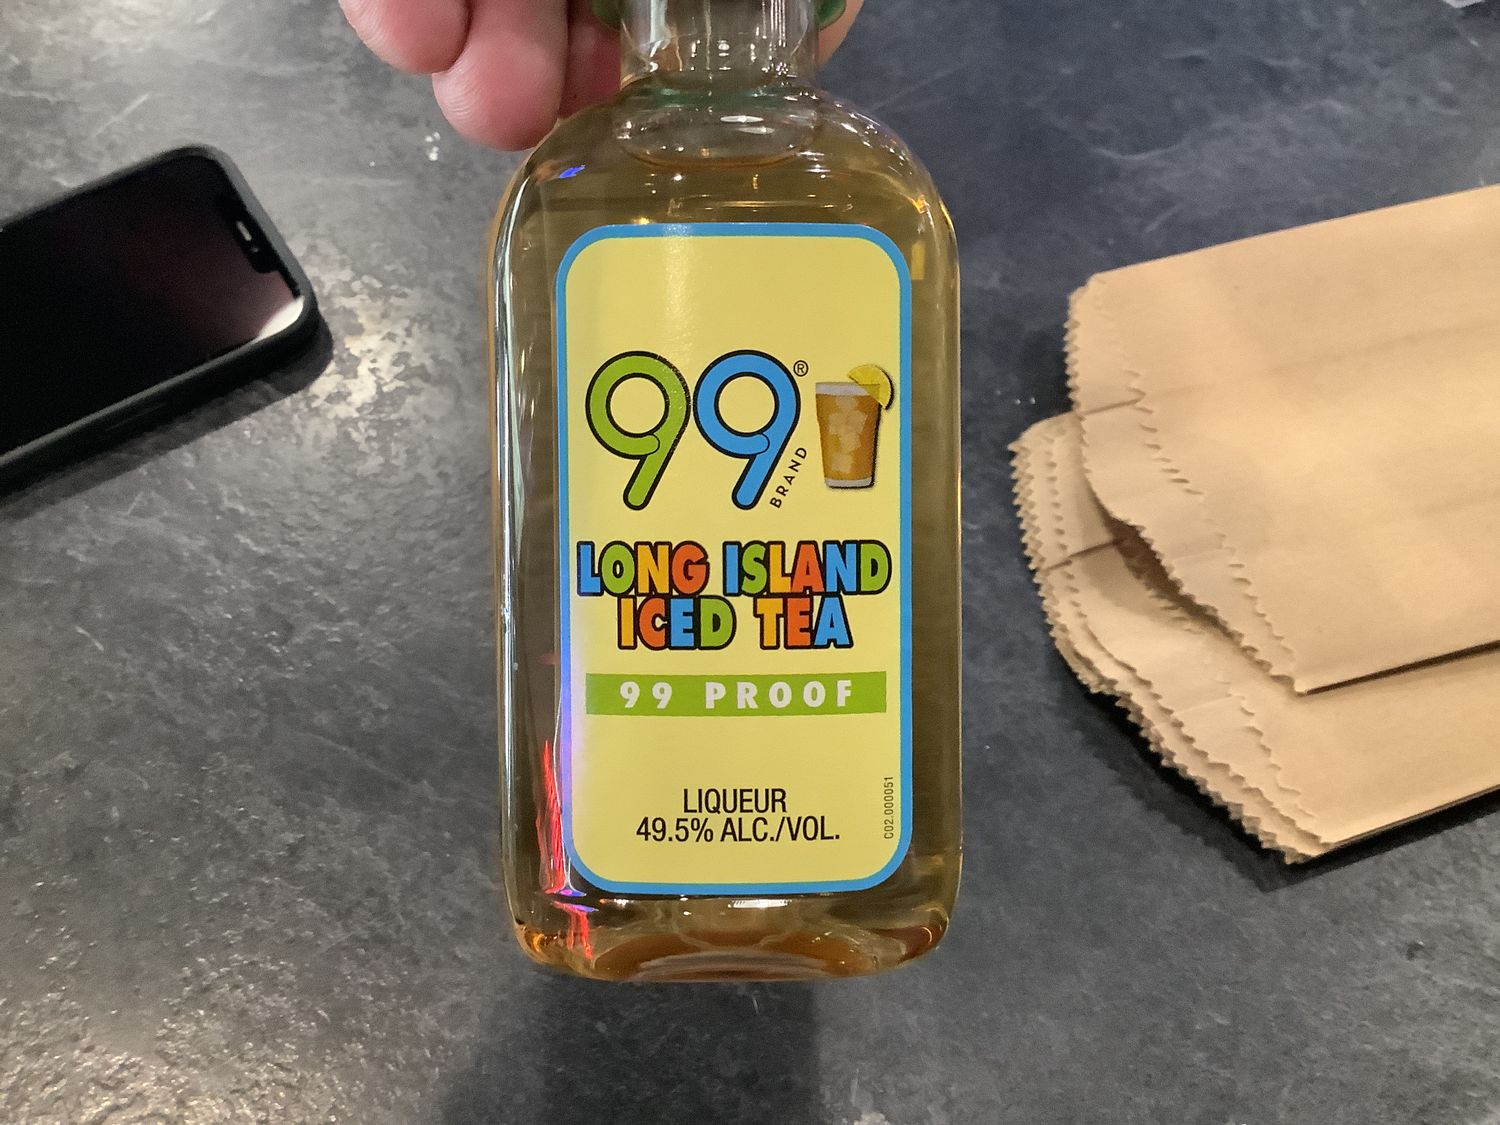 99®
BRAND
LONG ISLAND
ICED TEA
99 PROOF
LIQUEUR
49.5% ALC./VOL.
C02.000051